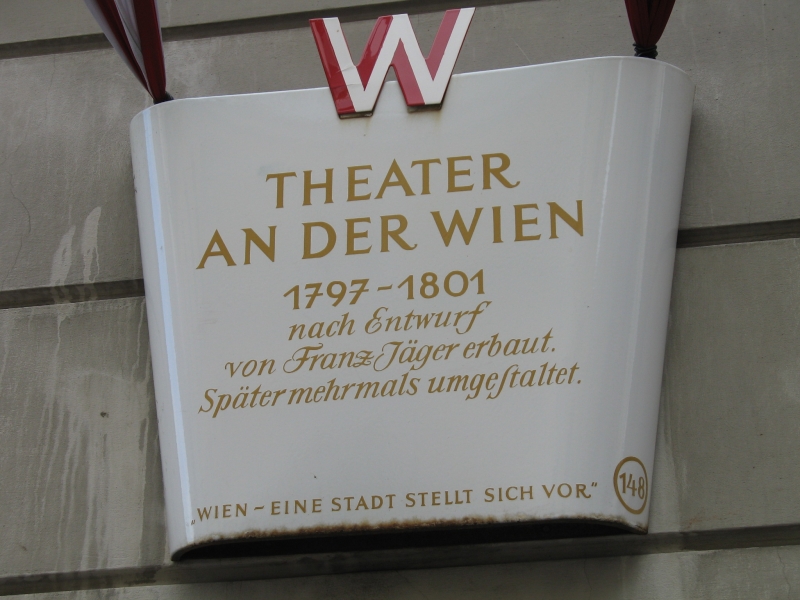 W
THEATER
AN DER WIEN
1797-1801
nach Entwurf
von Franz Jäger erbaut.
Später mehrmals umgeſtaltet.
„WIEN - EINE STADT STELLT SICH VOR“
148